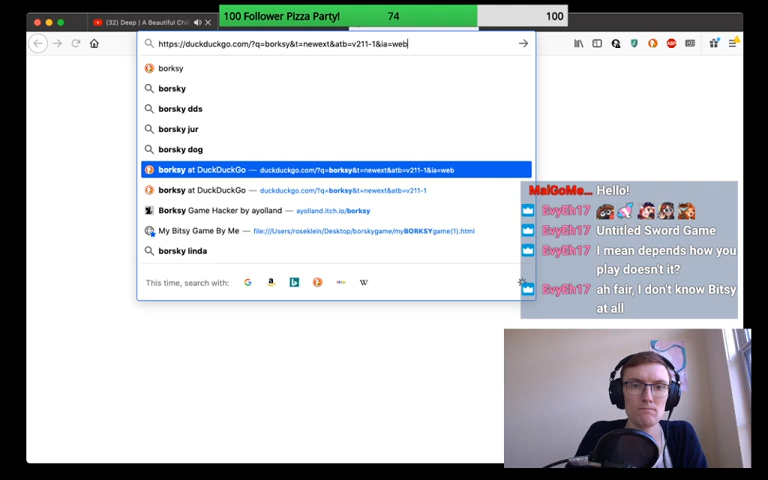 100 Follower Pizza Party! 74 100
(32) Deep | A Beautiful Chil
https://duckduckgo.com/?q=borksy&t=newext&atb=v211-1&ia=web
borksy
borsky
borsky dds
borsky jur
borsky dog
borksy at DuckDuckGo — duckduckgo.com/?q=borksy&t=newext&atb=v211-1&ia=web
borksy at DuckDuckGo — duckduckgo.com/?q=borksy&t=newext&atb=v211-1
Borksy Game Hacker by ayolland — ayolland.itch.io/borksy
My Bitsy Game By Me — file:///Users/roseklein/Desktop/borskygame/myBORKSYgame(1).html
borsky linda
This time, search with:
MalGoMe... Hello!
EvyEh17
EvyEh17 Untitled Sword Game
EvyEh17 I mean depends how you
play doesn't it?
EvyEh17 ah fair, I don't know Bitsy
at all